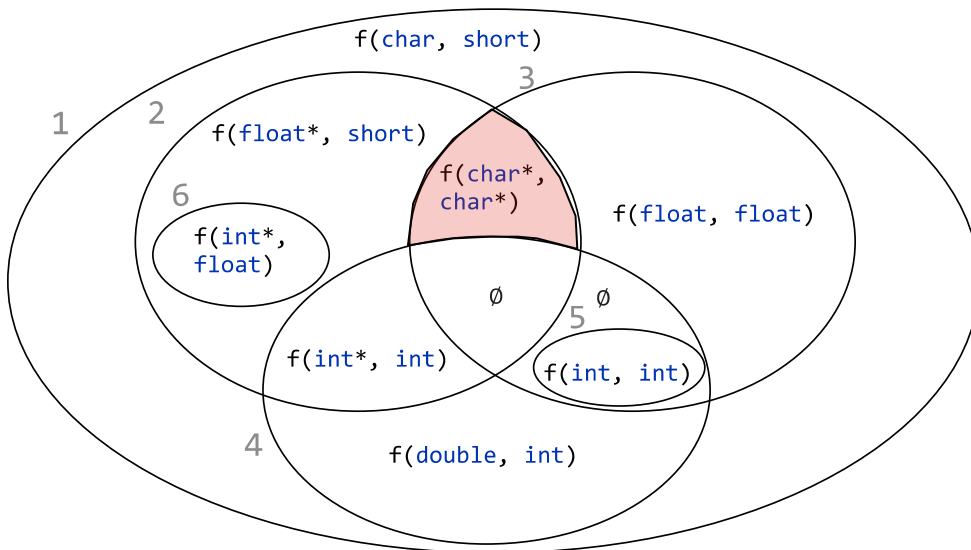 f(char, short)
3
2
1
f(float*, short)
f(char*,
char*)
6
f(float, float)
f(int*,
float)
∅
∅
5
f(int*, int)
f(int, int)
4
f(double, int)